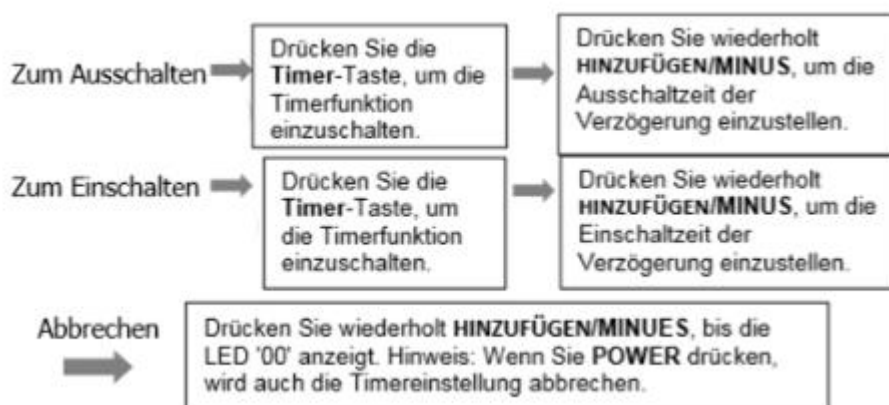 Zum Ausschalten
Drücken Sie die
Timer-Taste, um die
Timerfunktion
einzuschalten.
Drücken Sie wiederholt
HINZUFÜGEN/MINUS, um die
Ausschaltzeit der
Verzögerung einzustellen.
Zum Einschalten
Drücken Sie die
Timer-Taste, um
die Timerfunktion
einzuschalten.
Drücken Sie wiederholt
HINZUFÜGEN/MINUS, um die
Einschaltzeit der
Verzögerung einzustellen.
Abbrechen
Drücken Sie wiederholt HINZUFÜGEN/MINUES, bis die
LED '00' anzeigt. Hinweis: Wenn Sie POWER drücken,
wird auch die Timereinstellung abbrechen.